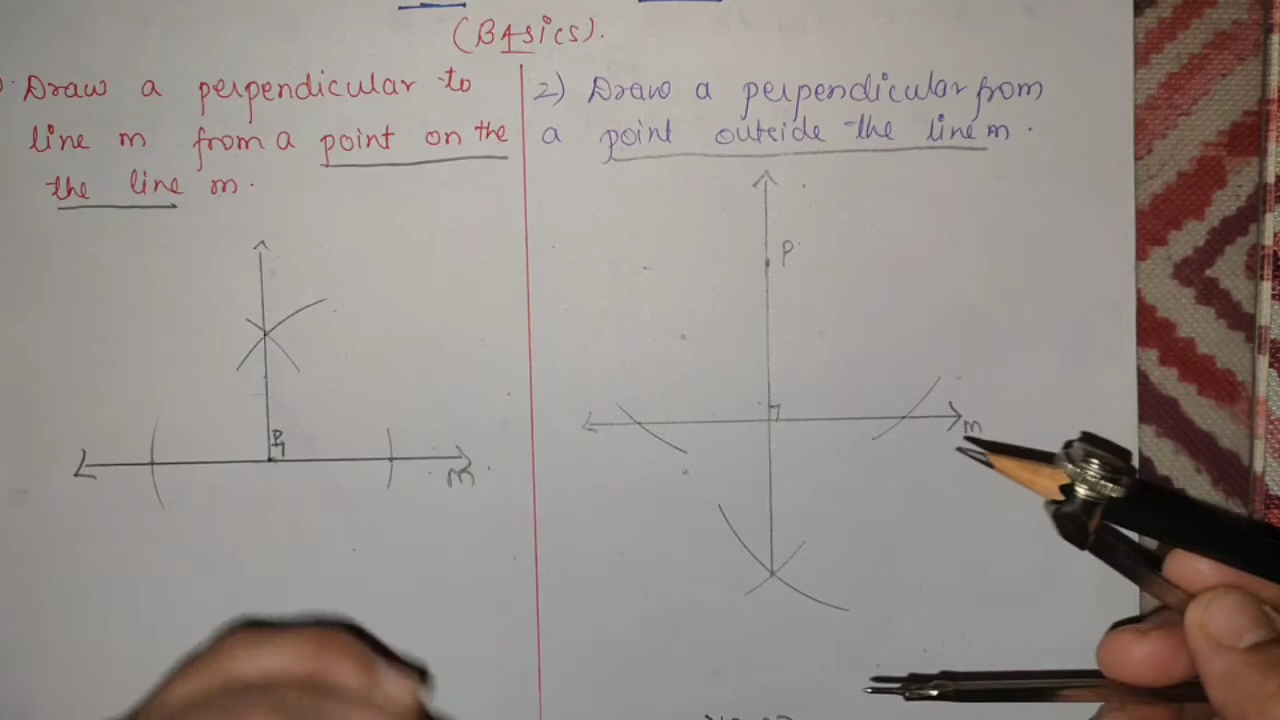 (BAsics).
Draw a perpendicular to
line m from a point on the
the line m.
2) Draw a perpendicular from
a point outside the line m.
P
m
P
m